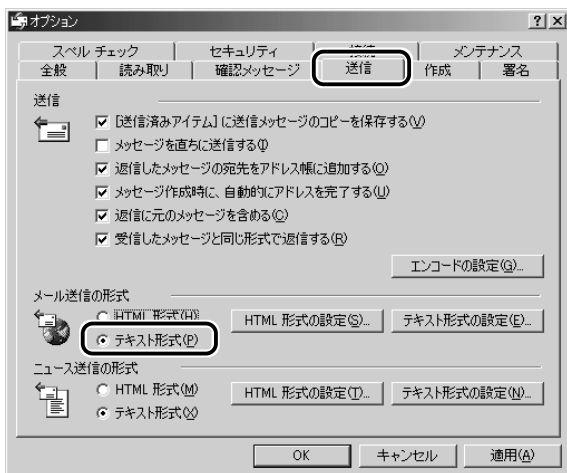 オプション
スペル チェック セキュリティ 接続 メンテナンス
全般 読み取り 確認メッセージ 送信 作成 署名
送信
[送信済みアイテム] に送信メッセージのコピーを保存する(V)
メッセージを直ちに送信する(I)
返信したメッセージの宛先をアドレス帳に追加する(O)
メッセージ作成時に、自動的にアドレスを完了する(U)
返信に元のメッセージを含める(C)
受信したメッセージと同じ形式で返信する(R)
エンコードの設定(G)...
メール送信の形式
HTML 形式(H) HTML 形式の設定(S)... テキスト形式の設定(E)...
テキスト形式(P)
ニュース送信の形式
HTML 形式(M) HTML 形式の設定(T)... テキスト形式の設定(N)...
テキスト形式(X)
OK キャンセル 適用(A)